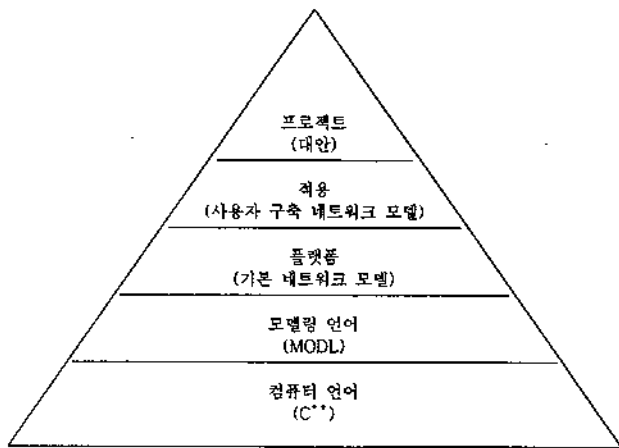 프로젝트
(대안)
적용
(사용자 구축 네트워크 모델)
플랫폼
(기본 네트워크 모델)
모델링 언어
(MODL)
컴퓨터 언어
(C++)